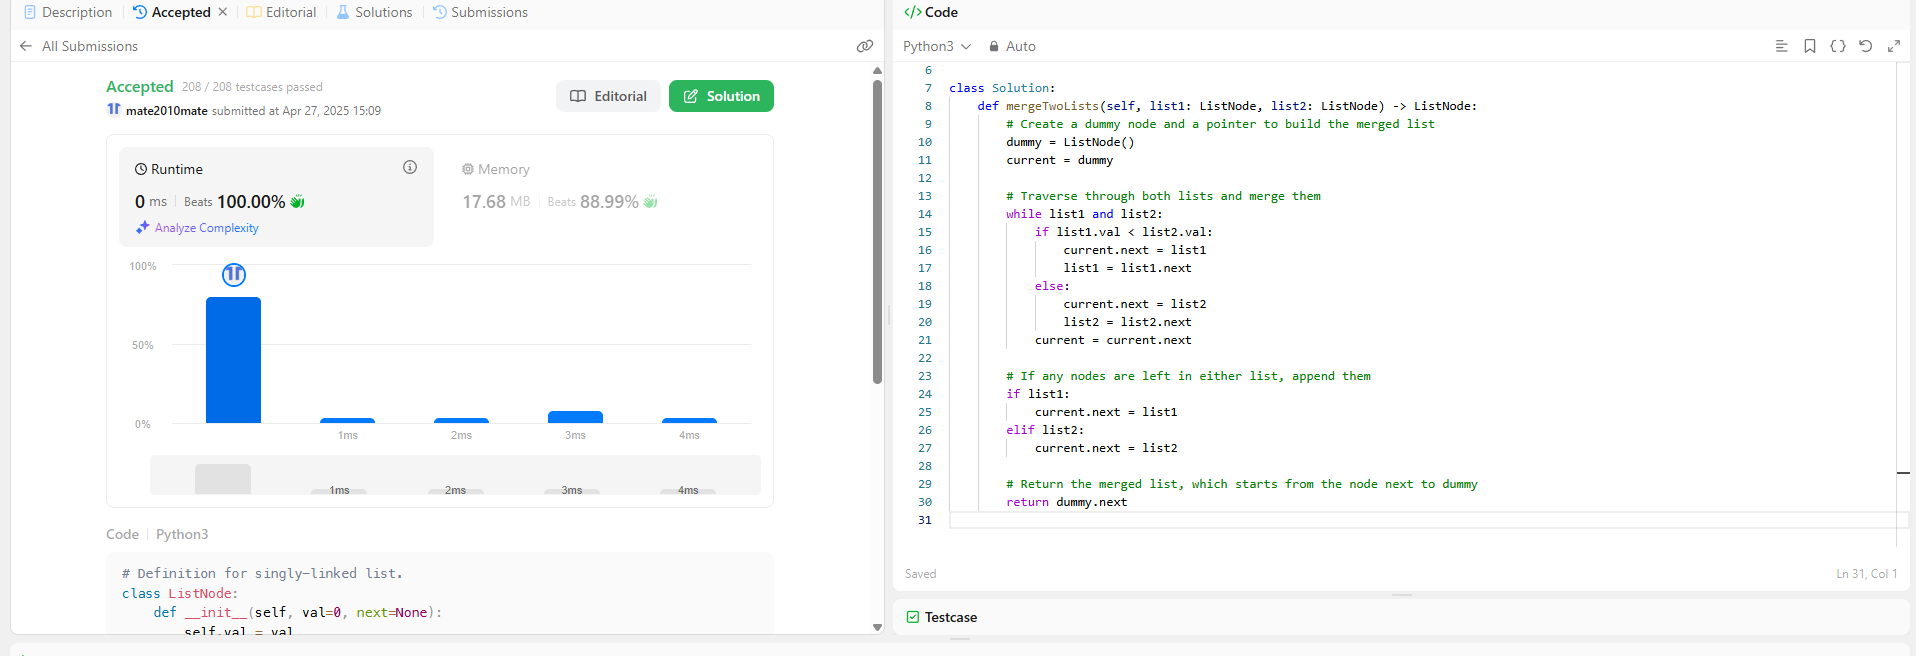 Description
Accepted
Editorial
Solutions
Submissions
All Submissions
Accepted 208 / 208 testcases passed
mate2010mate submitted at Apr 27, 2025 15:09
Editorial
Solution
Runtime
0 ms Beats 100.00%
Analyze Complexity
Memory
17.68 MB Beats 88.99%
100%
50%
0%
1ms 2ms 3ms 4ms
1ms 2ms 3ms 4ms
Code Python3
# Definition for singly-linked list.
class ListNode:
    def __init__(self, val=0, next=None):
        self.val = val
</> Code
Python3 Auto
6
7 class Solution:
8     def mergeTwoLists(self, list1: ListNode, list2: ListNode) -> ListNode:
9         # Create a dummy node and a pointer to build the merged list
10         dummy = ListNode()
11         current = dummy
12
13         # Traverse through both lists and merge them
14         while list1 and list2:
15             if list1.val < list2.val:
16                 current.next = list1
17                 list1 = list1.next
18             else:
19                 current.next = list2
20                 list2 = list2.next
21             current = current.next
22
23         # If any nodes are left in either list, append them
24         if list1:
25             current.next = list1
26         elif list2:
27             current.next = list2
28
29         # Return the merged list, which starts from the node next to dummy
30         return dummy.next
31
Saved
Ln 31, Col 1
Testcase